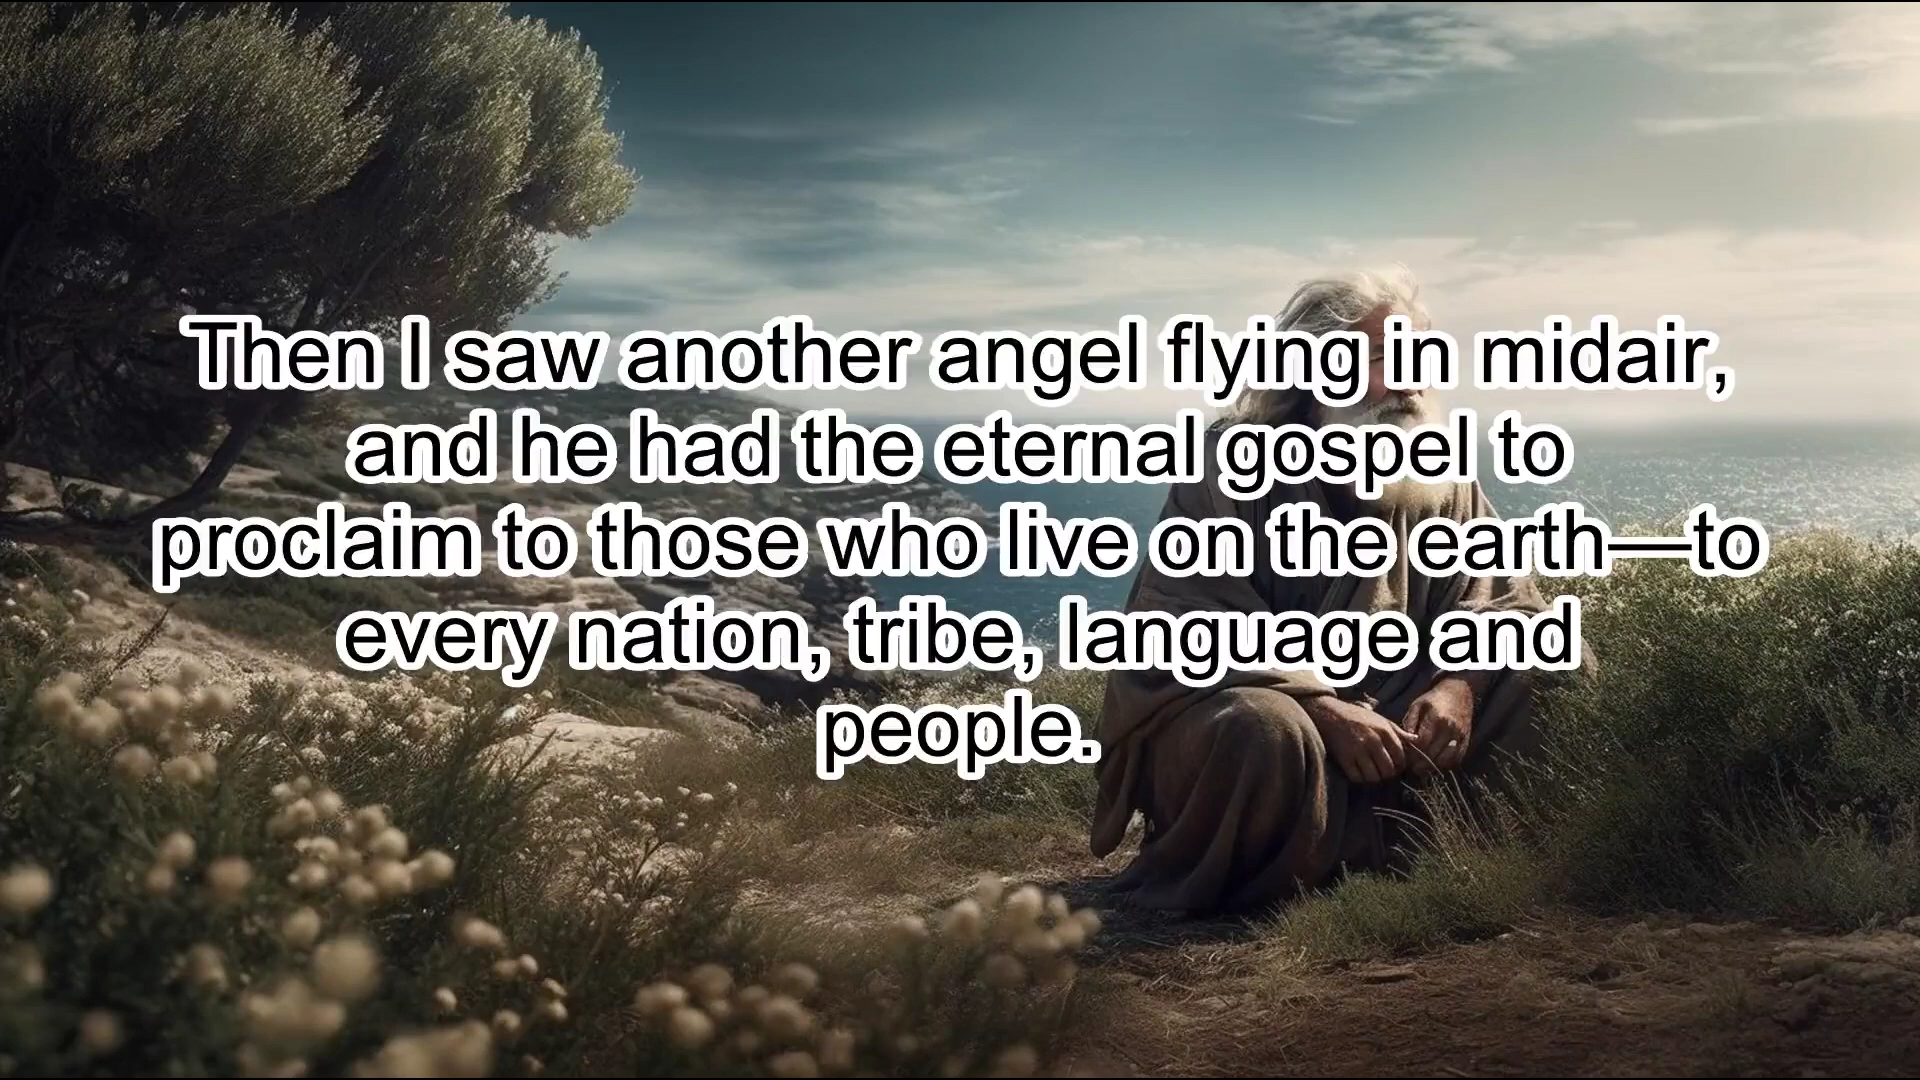 Then I saw another angel flying in midair,
and he had the eternal gospel to
proclaim to those who live on the earth—to
every nation, tribe, language and
people.